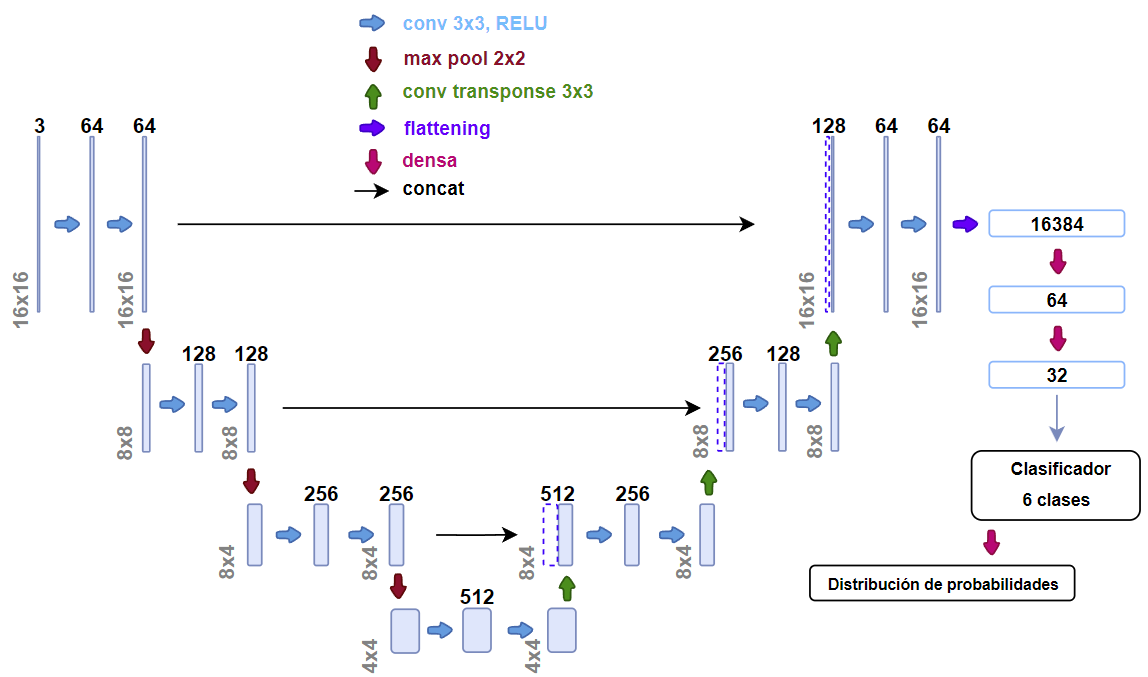 conv 3x3, RELU
max pool 2x2
conv transponse 3x3
flattening
densa
concat
3 64 64
16x16 16x16
128 64 64
16x16 16x16
16384
64
32
Clasificador
6 clases
Distribución de probabilidades
128 128
8x8 8x8
256 128
8x8 8x8
256 256
8x4 8x4
512 256
8x4 8x4
512
4x4 4x4